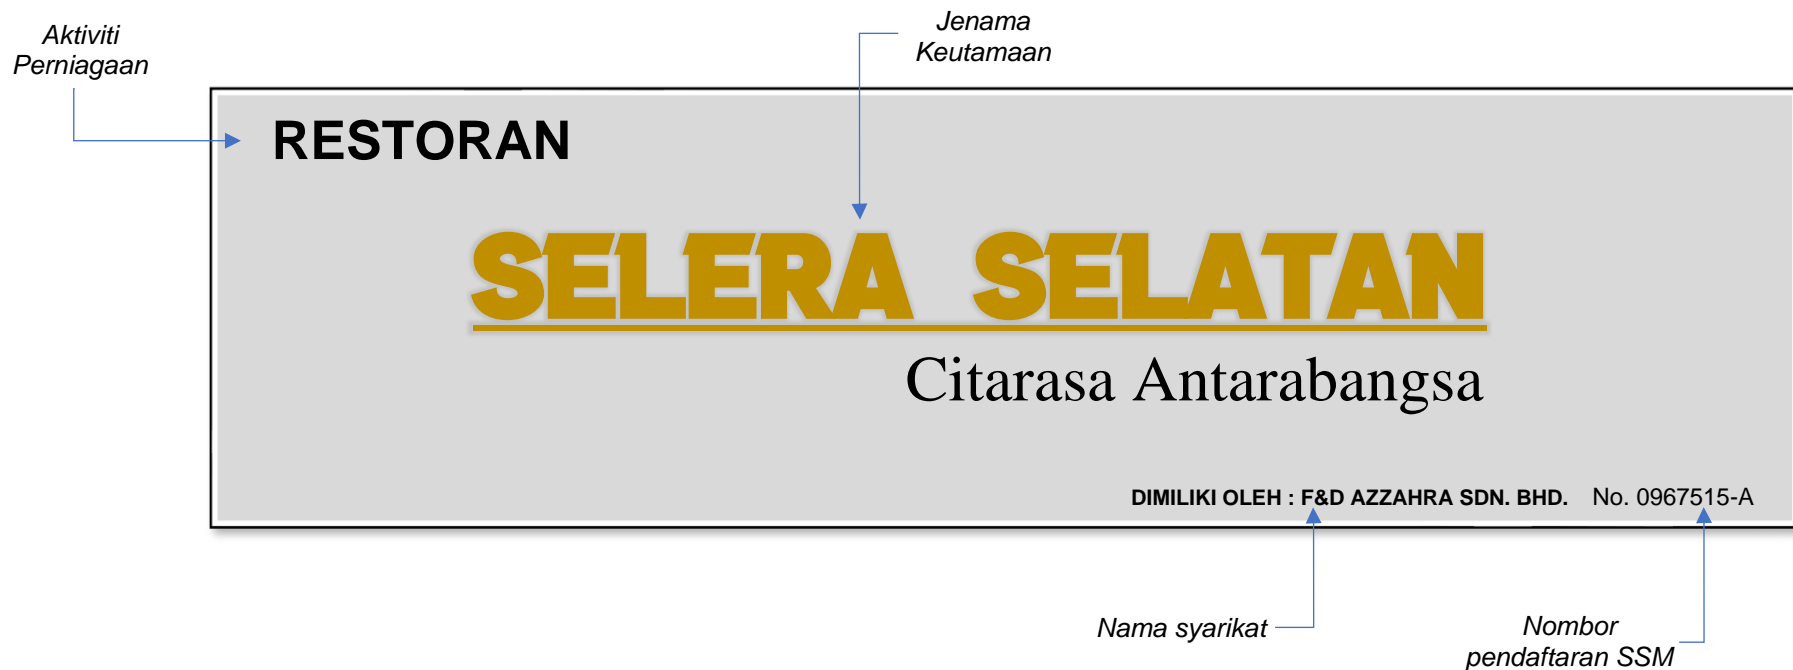 Aktiviti
Perniagaan
Jenama
Keutamaan
RESTORAN
SELERA SELATAN
Citarasa Antarabangsa
DIMILIKI OLEH : F&D AZZAHRA SDN. BHD. No. 0967515-A
Nama syarikat
Nombor
pendaftaran SSM